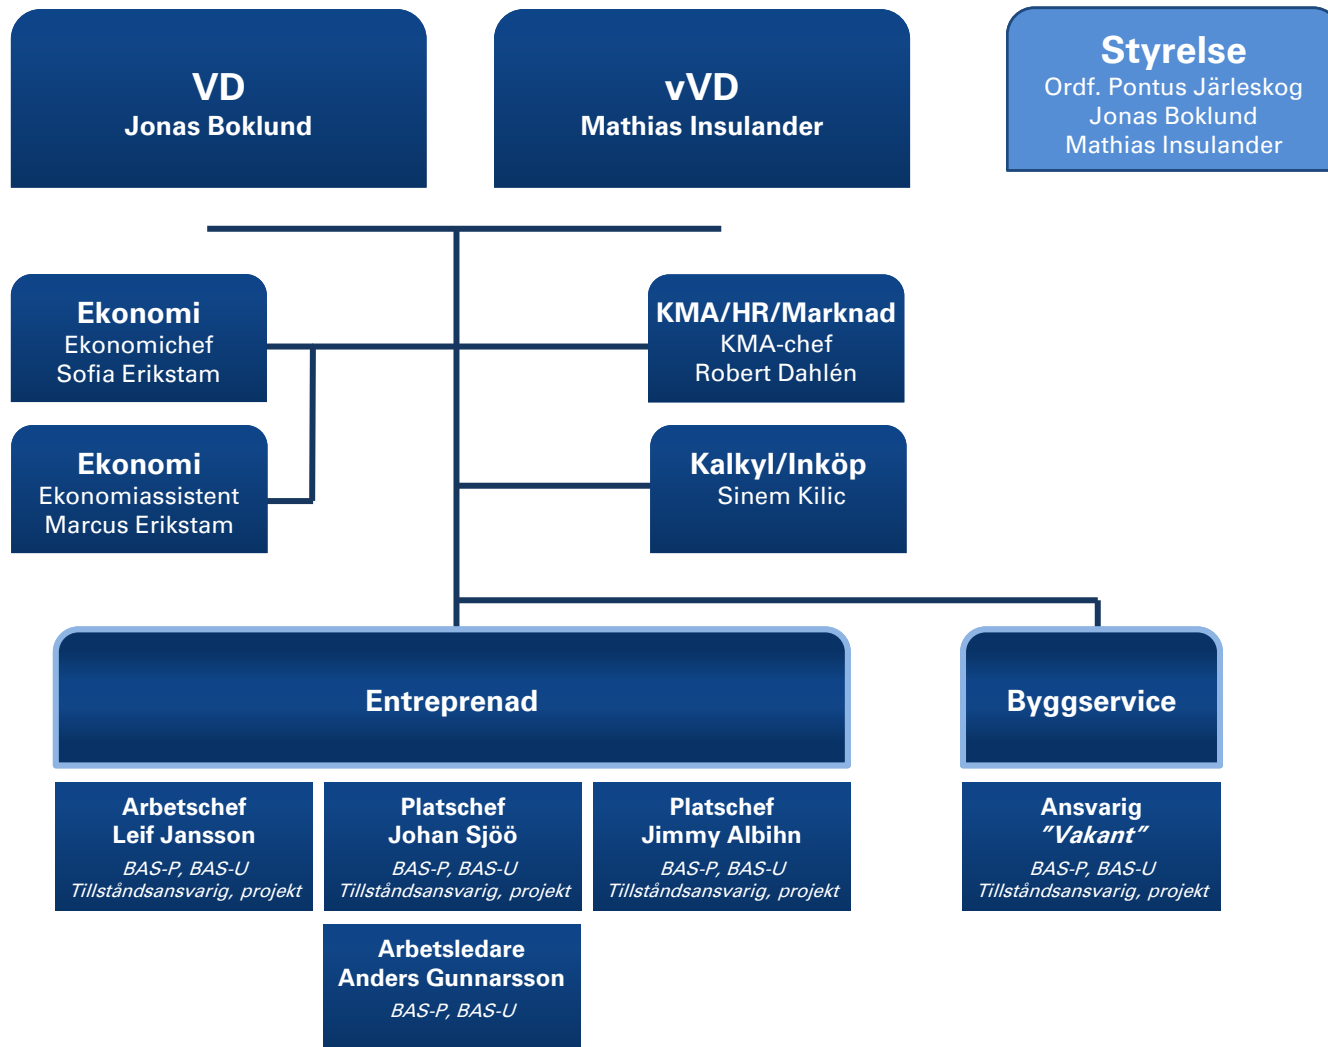 VD
Jonas Boklund
vVD
Mathias Insulander
Styrelse
Ordf. Pontus Järleskog
Jonas Boklund
Mathias Insulander
Ekonomi
Ekonomichef
Sofia Erikstam
KMA/HR/Marknad
KMA-chef
Robert Dahlén
Ekonomi
Ekonomiassistent
Marcus Erikstam
Kalkyl/Inköp
Sinem Kilic
Entreprenad
Byggservice
Arbetschef
Leif Jansson
BAS-P, BAS-U
Tillståndsansvarig, projekt
Platschef
Johan Sjöö
BAS-P, BAS-U
Tillståndsansvarig, projekt
Platschef
Jimmy Albihn
BAS-P, BAS-U
Tillståndsansvarig, projekt
Ansvarig
”Vakant”
BAS-P, BAS-U
Tillståndsansvarig, projekt
Arbetsledare
Anders Gunnarsson
BAS-P, BAS-U